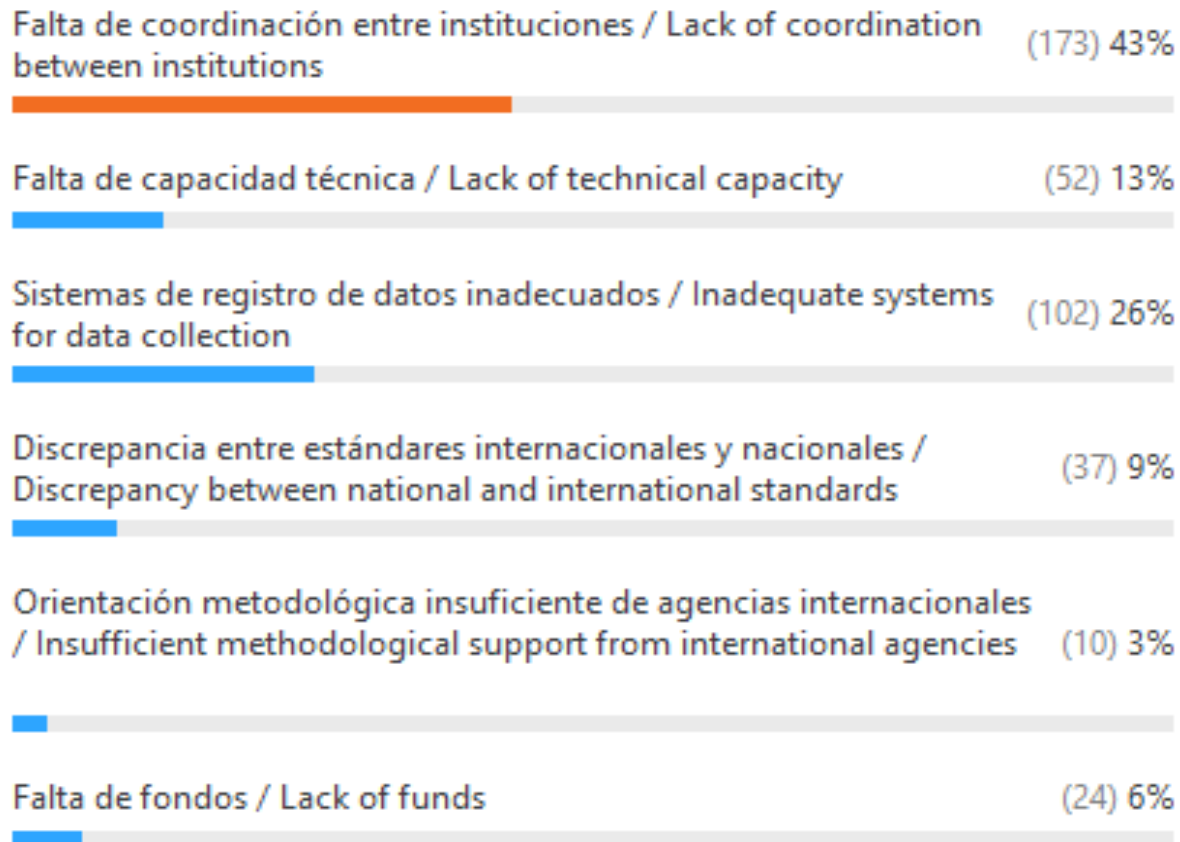 Falta de coordinación entre instituciones / Lack of coordination
between institutions
(173) 43%
Falta de capacidad técnica / Lack of technical capacity
(52) 13%
Sistemas de registro de datos inadecuados / Inadequate systems
for data collection
(102) 26%
Discrepancia entre estándares internacionales y nacionales /
Discrepancy between national and international standards
(37) 9%
Orientación metodológica insuficiente de agencias internacionales
/ Insufficient methodological support from international agencies
(10) 3%
Falta de fondos / Lack of funds
(24) 6%